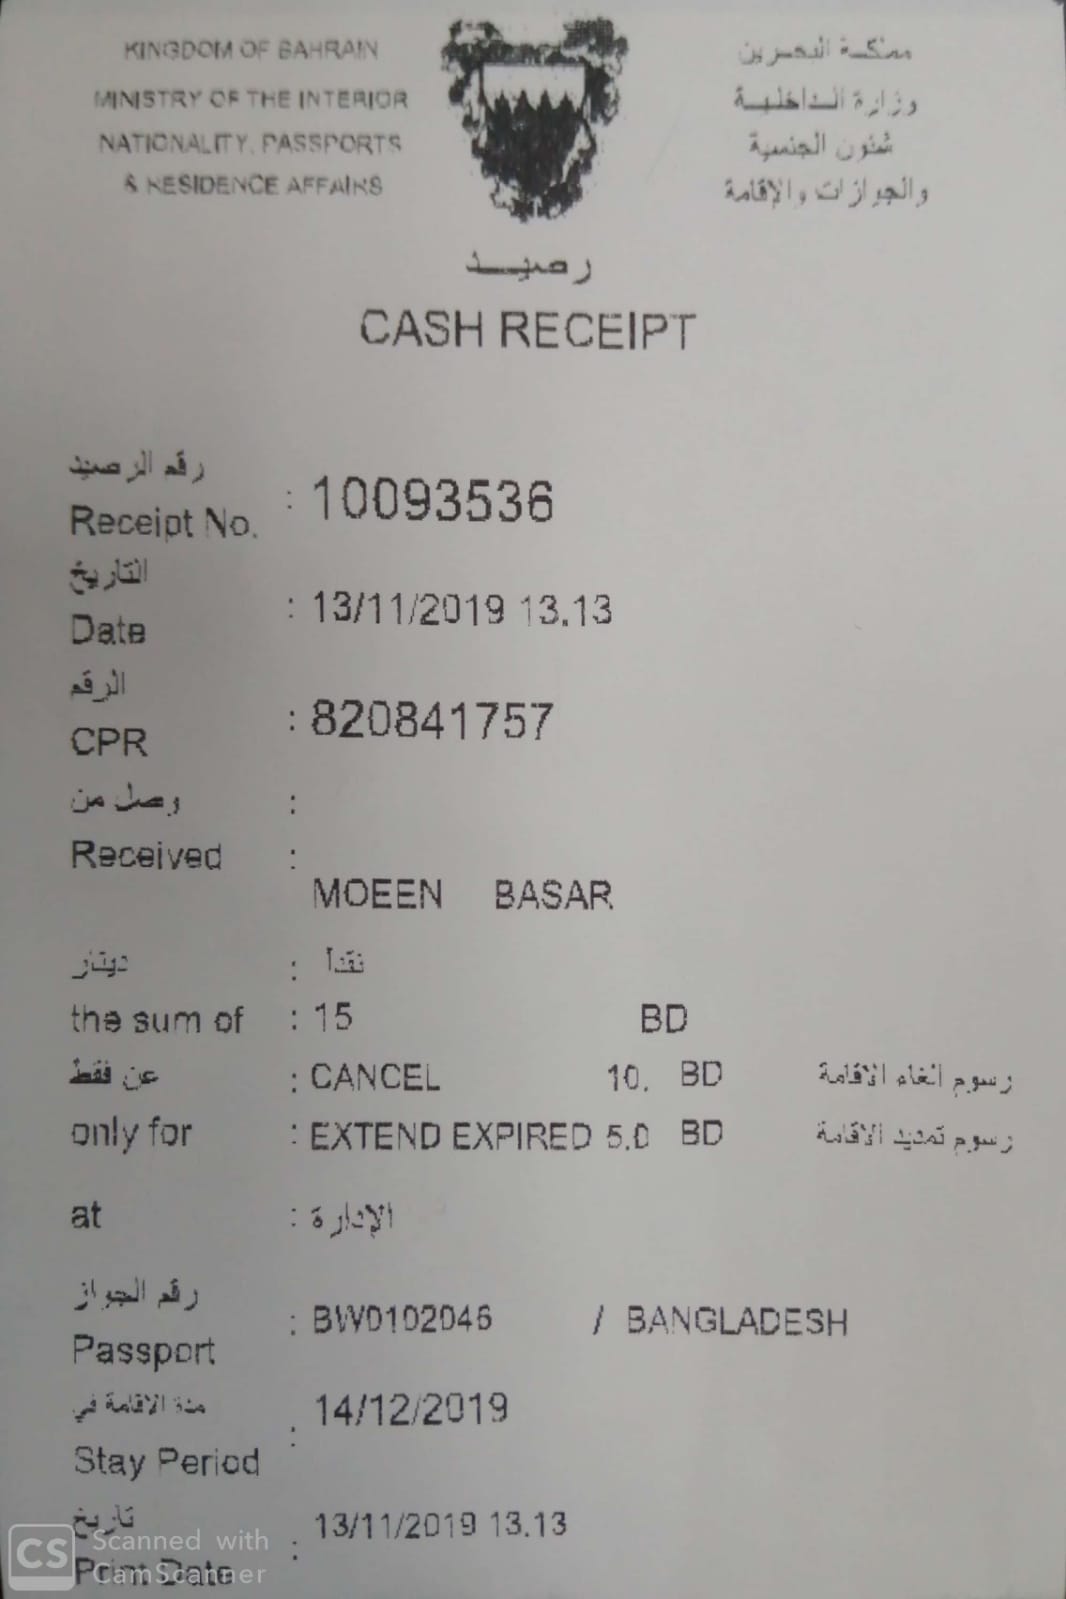 KINGDOM OF BAHRAIN
MINISTRY OF THE INTERIOR
NATIONALITY, PASSPORTS
& RESIDENCE AFFAIRS
مملكة البحرين
وزارة الداخلية
شئون الجنسية
والجوازات والإقامة
رصيد
CASH RECEIPT
رقم الرصيد
Receipt No. : 10093536
التاريخ
Date : 13/11/2019 13.13
الرقم
CPR : 820841757
وصل من :
Received :
MOEEN BASAR
دينار : نقدا
the sum of : 15 BD
عن فقط : CANCEL 10. BD رسوم الغاء الاقامة
only for : EXTEND EXPIRED 5.0 BD رسوم تمديد الاقامة
at : الإدارة
رقم الجواز
Passport : BW0102046 / BANGLADESH
مدة الاقامة في
Stay Period : 14/12/2019
تاريخ
Print Date : 13/11/2019 13.13
CS Scanned with
CamScanner